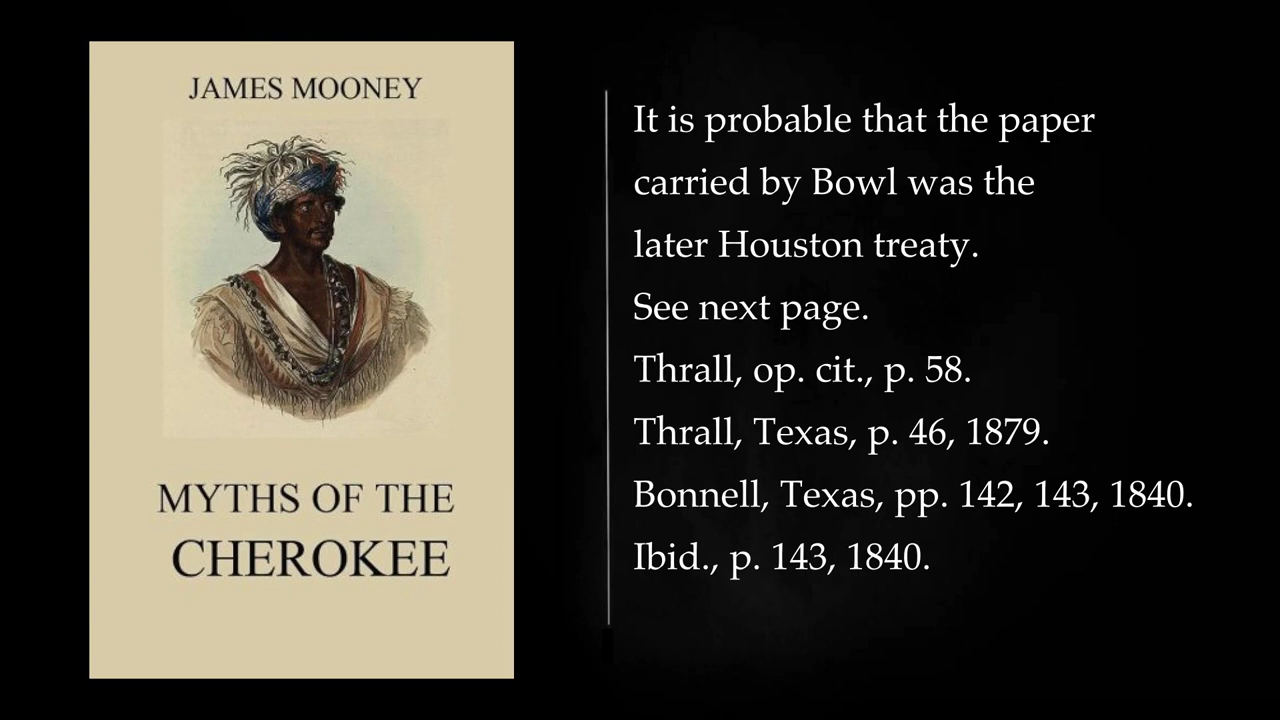 JAMES MOONEY
MYTHS OF THE
CHEROKEE
It is probable that the paper
carried by Bowl was the
later Houston treaty.
See next page.
Thrall, op. cit., p. 58.
Thrall, Texas, p. 46, 1879.
Bonnell, Texas, pp. 142, 143, 1840.
Ibid., p. 143, 1840.